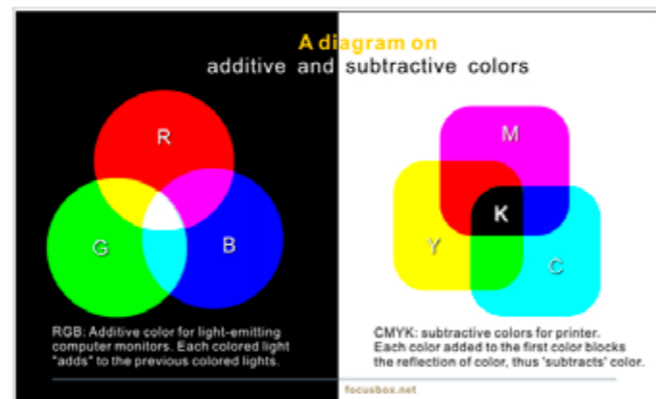 A diagram on
additive and subtractive colors
R
G
B
RGB: Additive color for light-emitting
computer monitors. Each colored light
"adds" to the previous colored lights.
M
K
Y
C
CMYK: subtractive colors for printer.
Each color added to the first color blocks
the reflection of color, thus 'subtracts' color.
focusbox.net